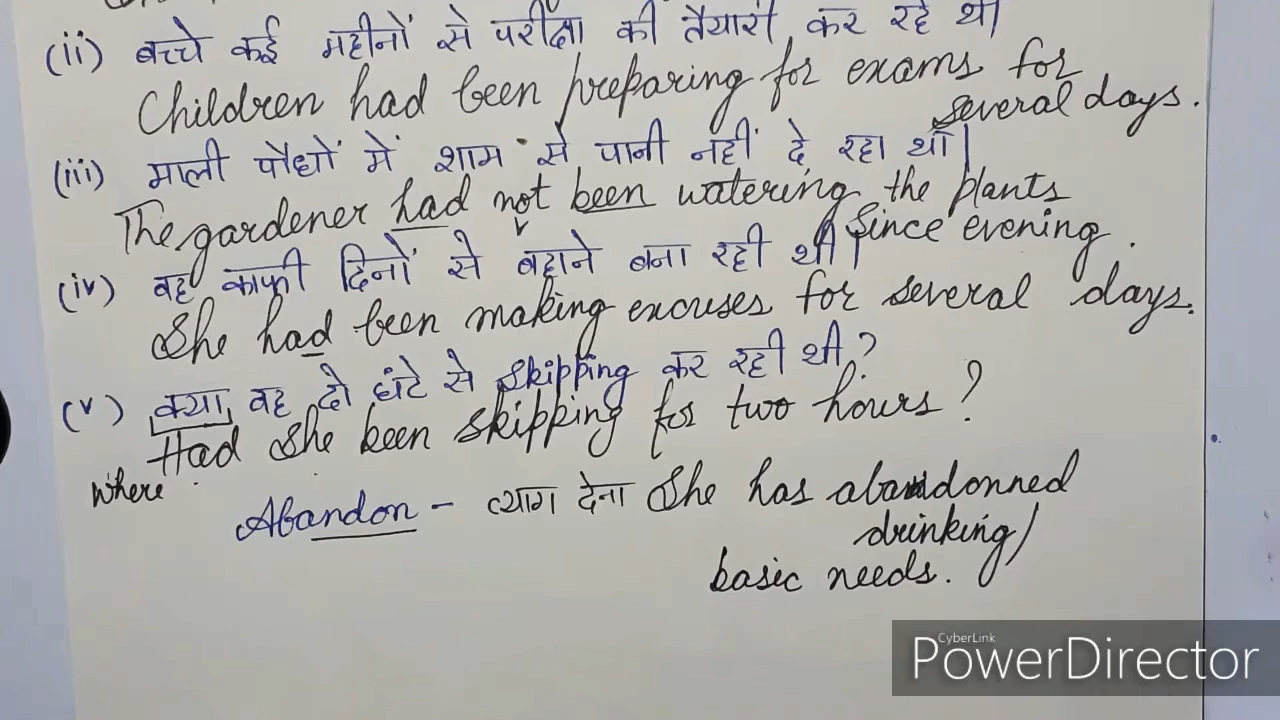 (ii) बच्चे कई महीनों से परीक्षा की तैयारी कर रहे थे।
Children had been preparing for exams for
several days.
(iii) माली पौधों में शाम से पानी नहीं दे रहा था।
The gardener had not been watering the plants
since evening.
(iv) वह काफी दिनों से बहाने बना रही थी।
She had been making excuses for several days.
(v) क्या वह दो घंटे से skipping कर रही थी?
Had she been skipping for two hours?
where
Abandon - त्याग देना She has abandonned
drinking/
basic needs.
CyberLink
PowerDirector